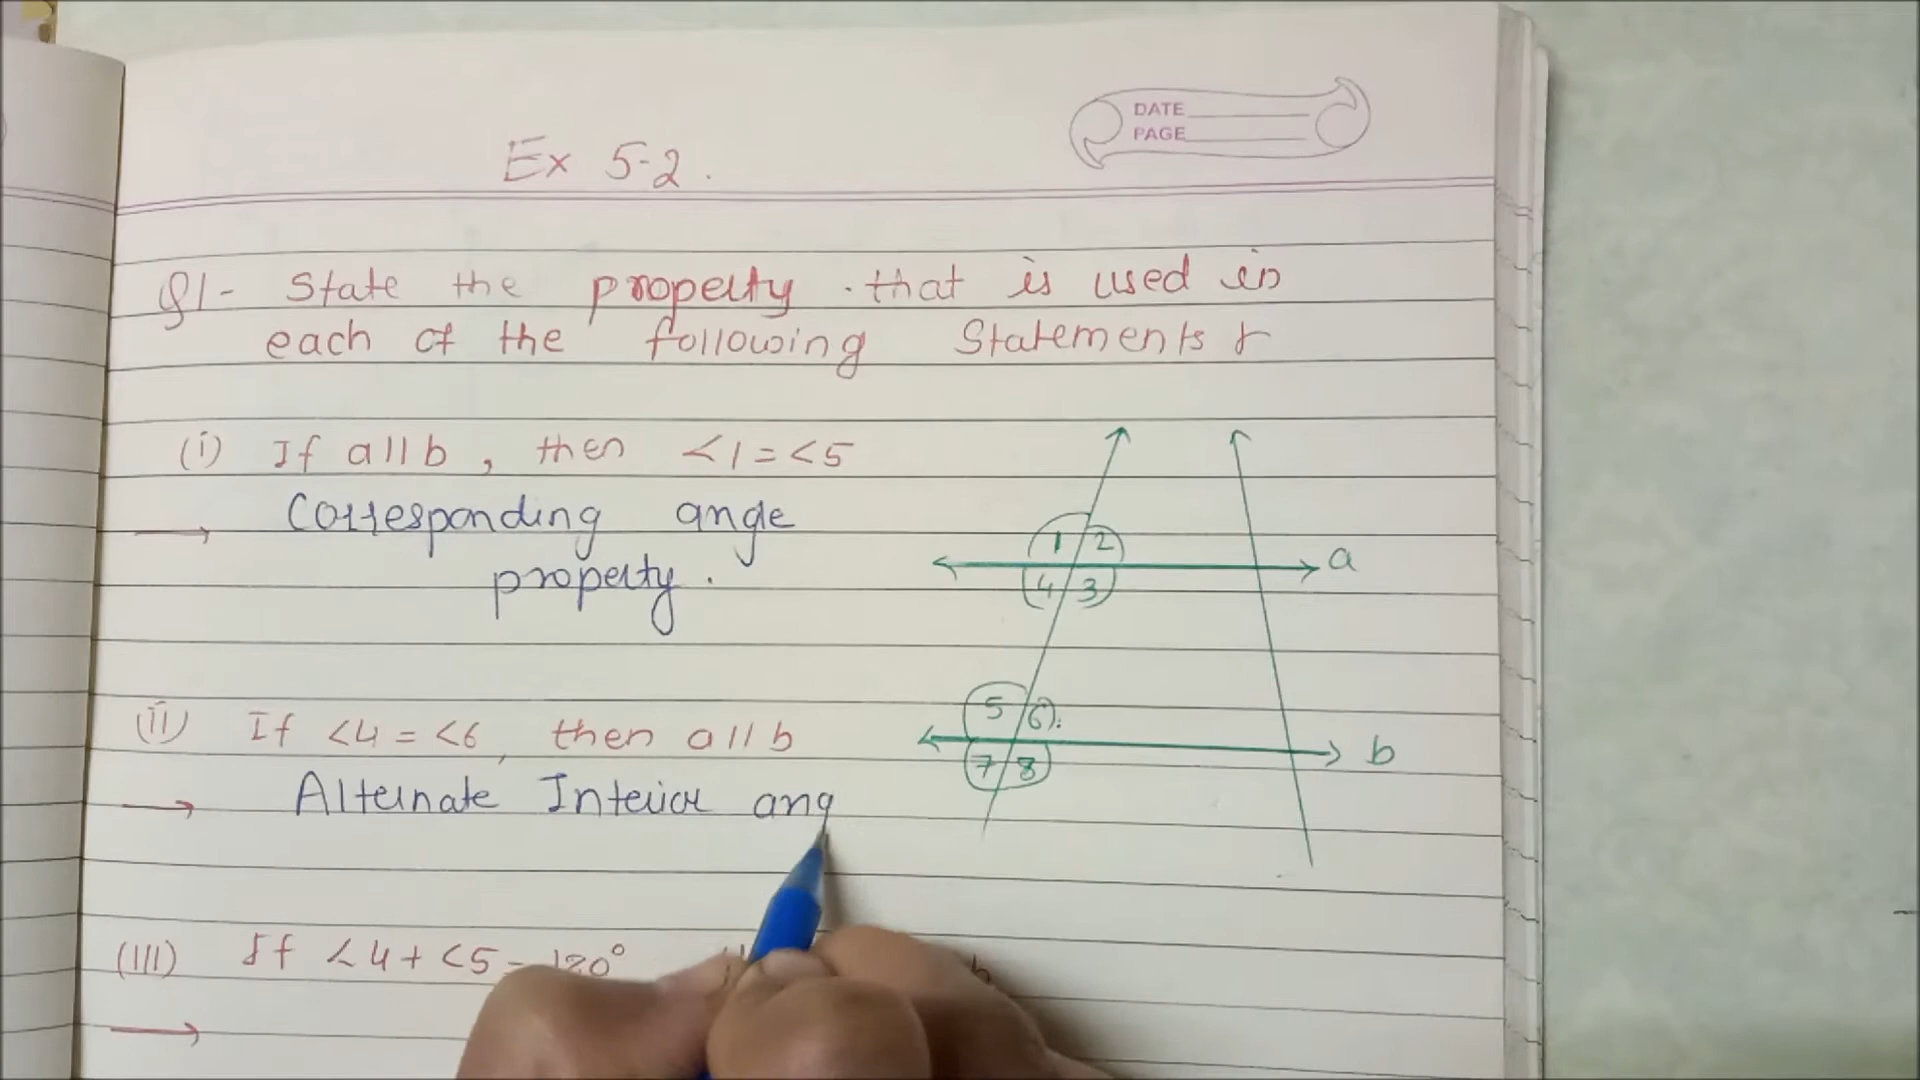 DATE
PAGE
Ex 5.2.
Q1- State the property that is used in
each of the following Statements
(i) If a||b, then <1=<5
Corresponding angle
property.
1 2
a
4 3
5 6
(ii) If <4=<6, then a||b
b
7 8
Alternate Interior ang
(III) If <4+<5=180°
b